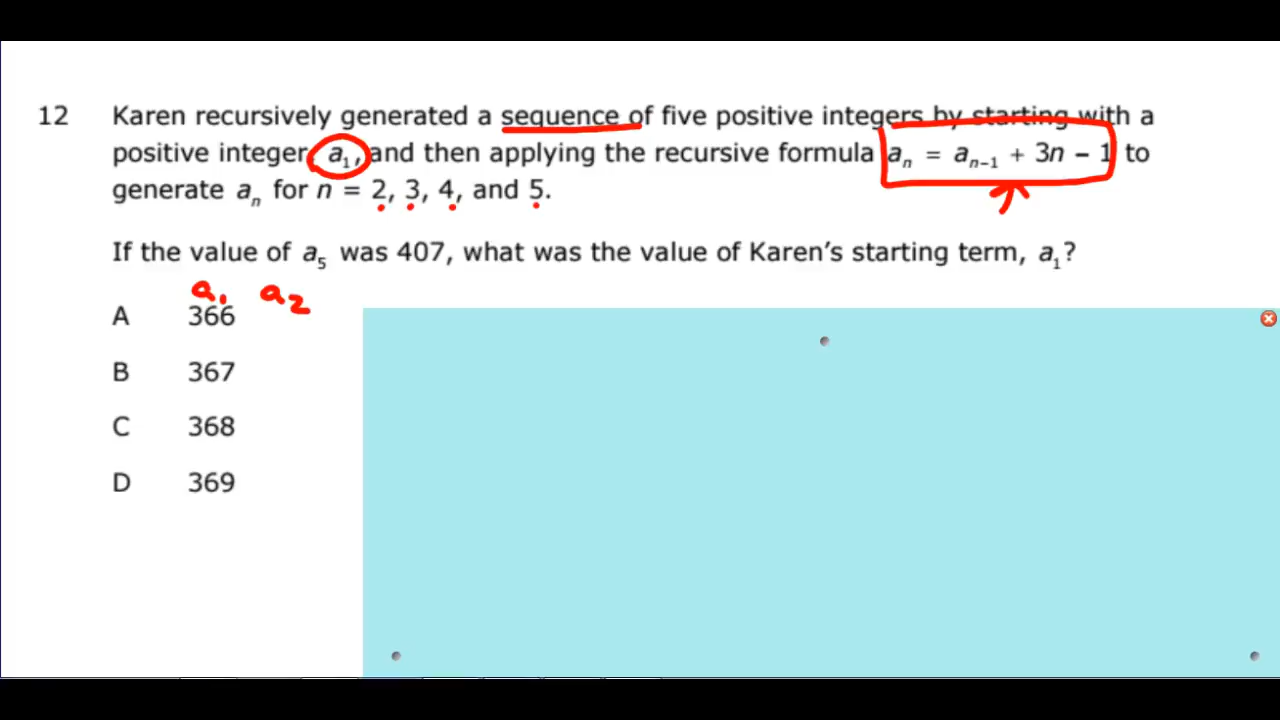 12 Karen recursively generated a sequence of five positive integers by starting with a
positive integer, a₁, and then applying the recursive formula aₙ = aₙ₋₁ + 3n − 1 to
generate aₙ for n = 2, 3, 4, and 5.
If the value of a₅ was 407, what was the value of Karen's starting term, a₁?
a₁ a₂
A 366
B 367
C 368
D 369